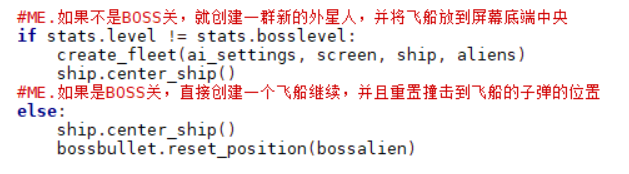 #ME.如果不是BOSS关，就创建一群新的外星人，并将飞船放到屏幕底端中央
if stats.level != stats.bosslevel:
    create_fleet(ai_settings, screen, ship, aliens)
    ship.center_ship()
#ME.如果是BOSS关，直接创建一个飞船继续，并且重置撞击到飞船的子弹的位置
else:
    ship.center_ship()
    bossbullet.reset_position(bossalien)